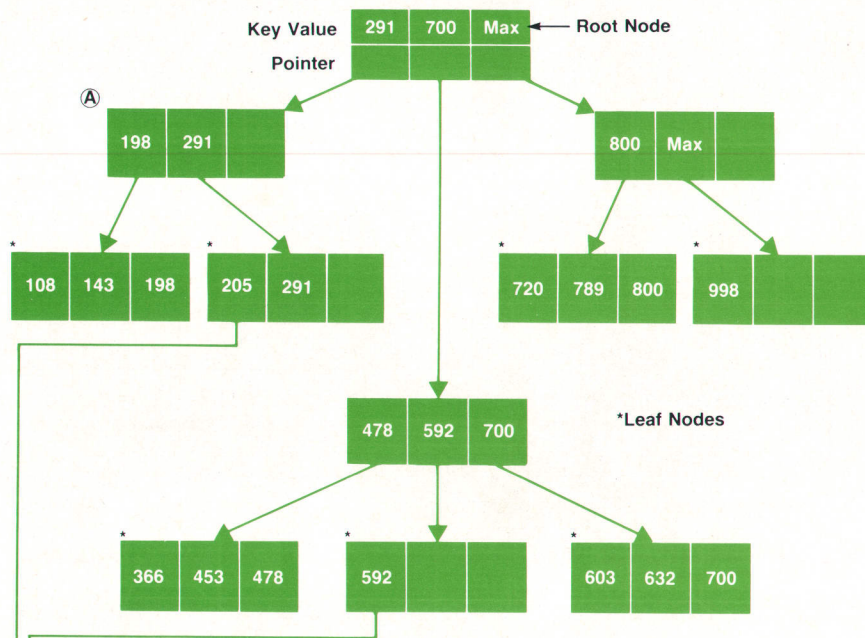 Key Value 291 700 Max Root Node
Pointer
A
198 291
800 Max
* * * *
108 143 198 205 291
720 789 800 998
478 592 700
*Leaf Nodes
* * *
366 453 478 592 603 632 700